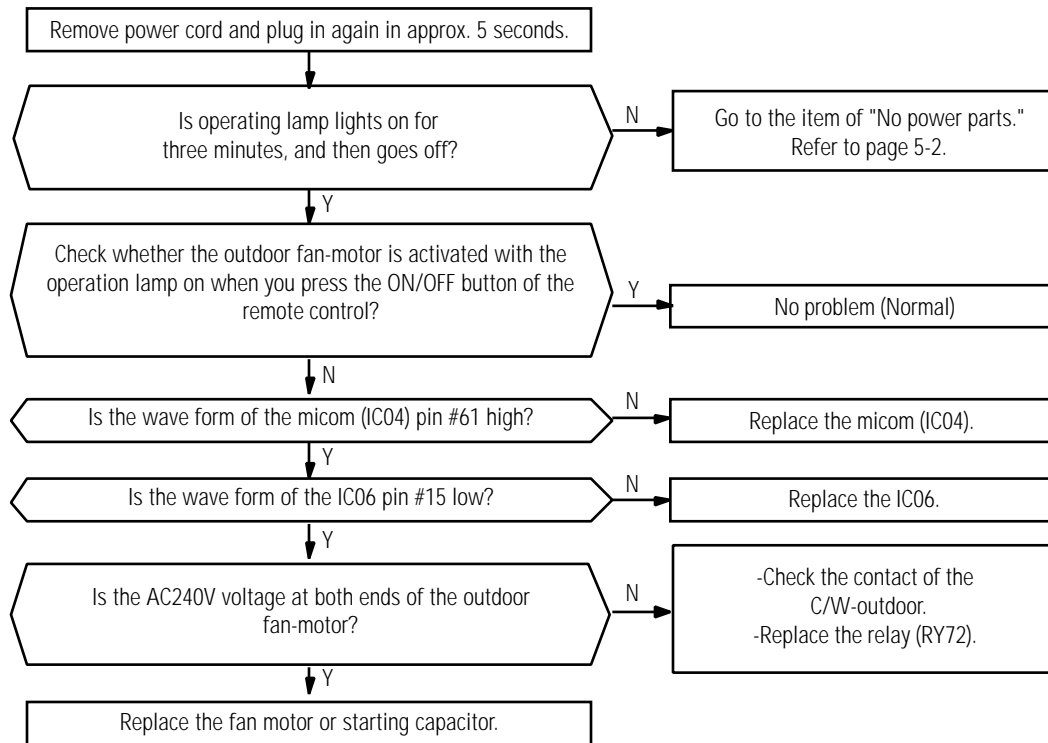 Remove power cord and plug in again in approx. 5 seconds.
Is operating lamp lights on for
three minutes, and then goes off?
N
Go to the item of "No power parts."
Refer to page 5-2.
Y
Check whether the outdoor fan-motor is activated with the
operation lamp on when you press the ON/OFF button of the
remote control?
Y
No problem (Normal)
N
Is the wave form of the micom (IC04) pin #61 high?
N
Replace the micom (IC04).
Y
Is the wave form of the IC06 pin #15 low?
N
Replace the IC06.
Y
Is the AC240V voltage at both ends of the outdoor
fan-motor?
N
-Check the contact of the
C/W-outdoor.
-Replace the relay (RY72).
Y
Replace the fan motor or starting capacitor.